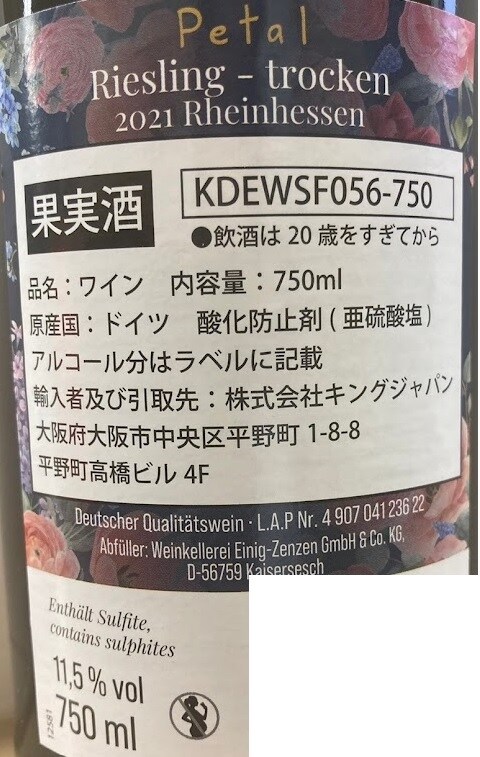 Petal
Riesling - trocken
2021 Rheinhessen
果実酒
KDEWSF056-750
●飲酒は20歳をすぎてから
品名：ワイン 内容量：750ml
原産国：ドイツ 酸化防止剤(亜硫酸塩)
アルコール分はラベルに記載
輸入者及び引取先：株式会社キングジャパン
大阪府大阪市中央区平野町1-8-8
平野町高橋ビル4F
Deutscher Qualitätswein · L.A.P Nr. 4 907 041 236 22
Abfüller: Weinkellerei Einig-Zenzen GmbH & Co. KG,
D-56759 Kaisersesch
Enthält Sulfite,
contains sulphites
11,5 % vol
750 ml
12581